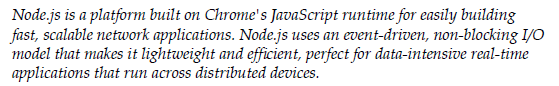 Node.js is a platform built on Chrome's JavaScript runtime for easily building
fast, scalable network applications. Node.js uses an event-driven, non-blocking I/O
model that makes it lightweight and efficient, perfect for data-intensive real-time
applications that run across distributed devices.